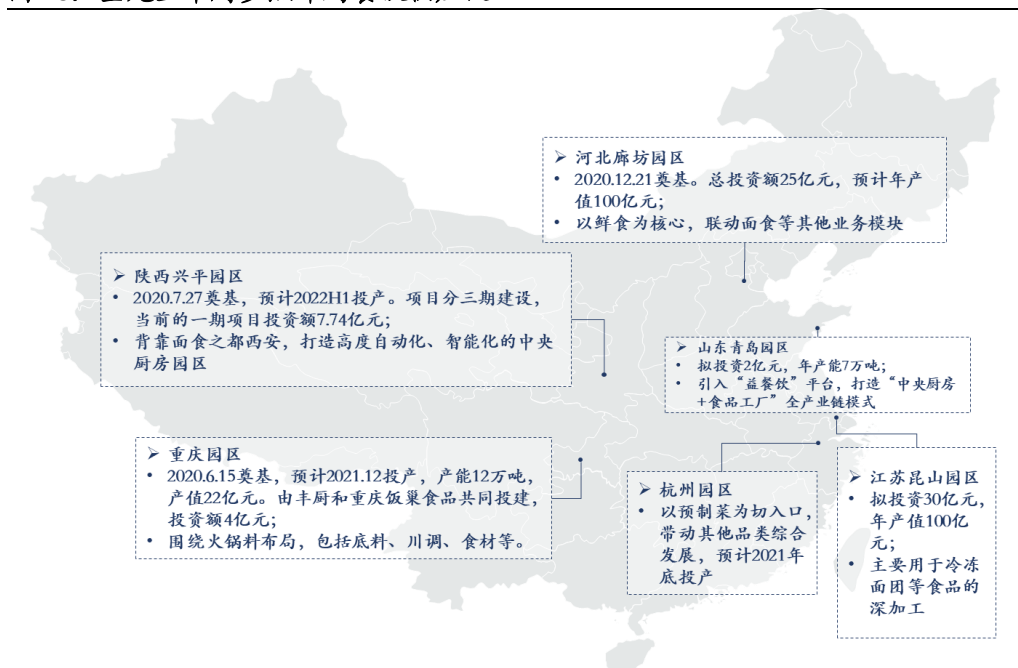 ➢ 河北廊坊园区
• 2020.12.21奠基。总投资额25亿元，预计年产
值100亿元；
• 以鲜食为核心，联动面食等其他业务模块
➢ 陕西兴平园区
• 2020.7.27奠基，预计2022H1投产。项目分三期建设，
当前的一期项目投资额7.74亿元；
• 背靠面食之都西安，打造高度自动化、智能化的中央
厨房园区
➢ 山东青岛园区
• 拟投资2亿元，年产能7万吨；
• 引入“益餐饮”平台，打造“中央厨房
+食品工厂”全产业链模式
➢ 重庆园区
• 2020.6.15奠基，预计2021.12投产，产能12万吨，
产值22亿元。由丰厨和重庆饭巢食品共同投建，
投资额4亿元；
• 围绕火锅料布局，包括底料、川调、食材等。
➢ 杭州园区
• 以预制菜为切入口，
带动其他品类综合
发展，预计2021年
底投产
➢ 江苏昆山园区
• 拟投资30亿元，
年产值100亿
元；
• 主要用于冷冻
面团等食品的
深加工